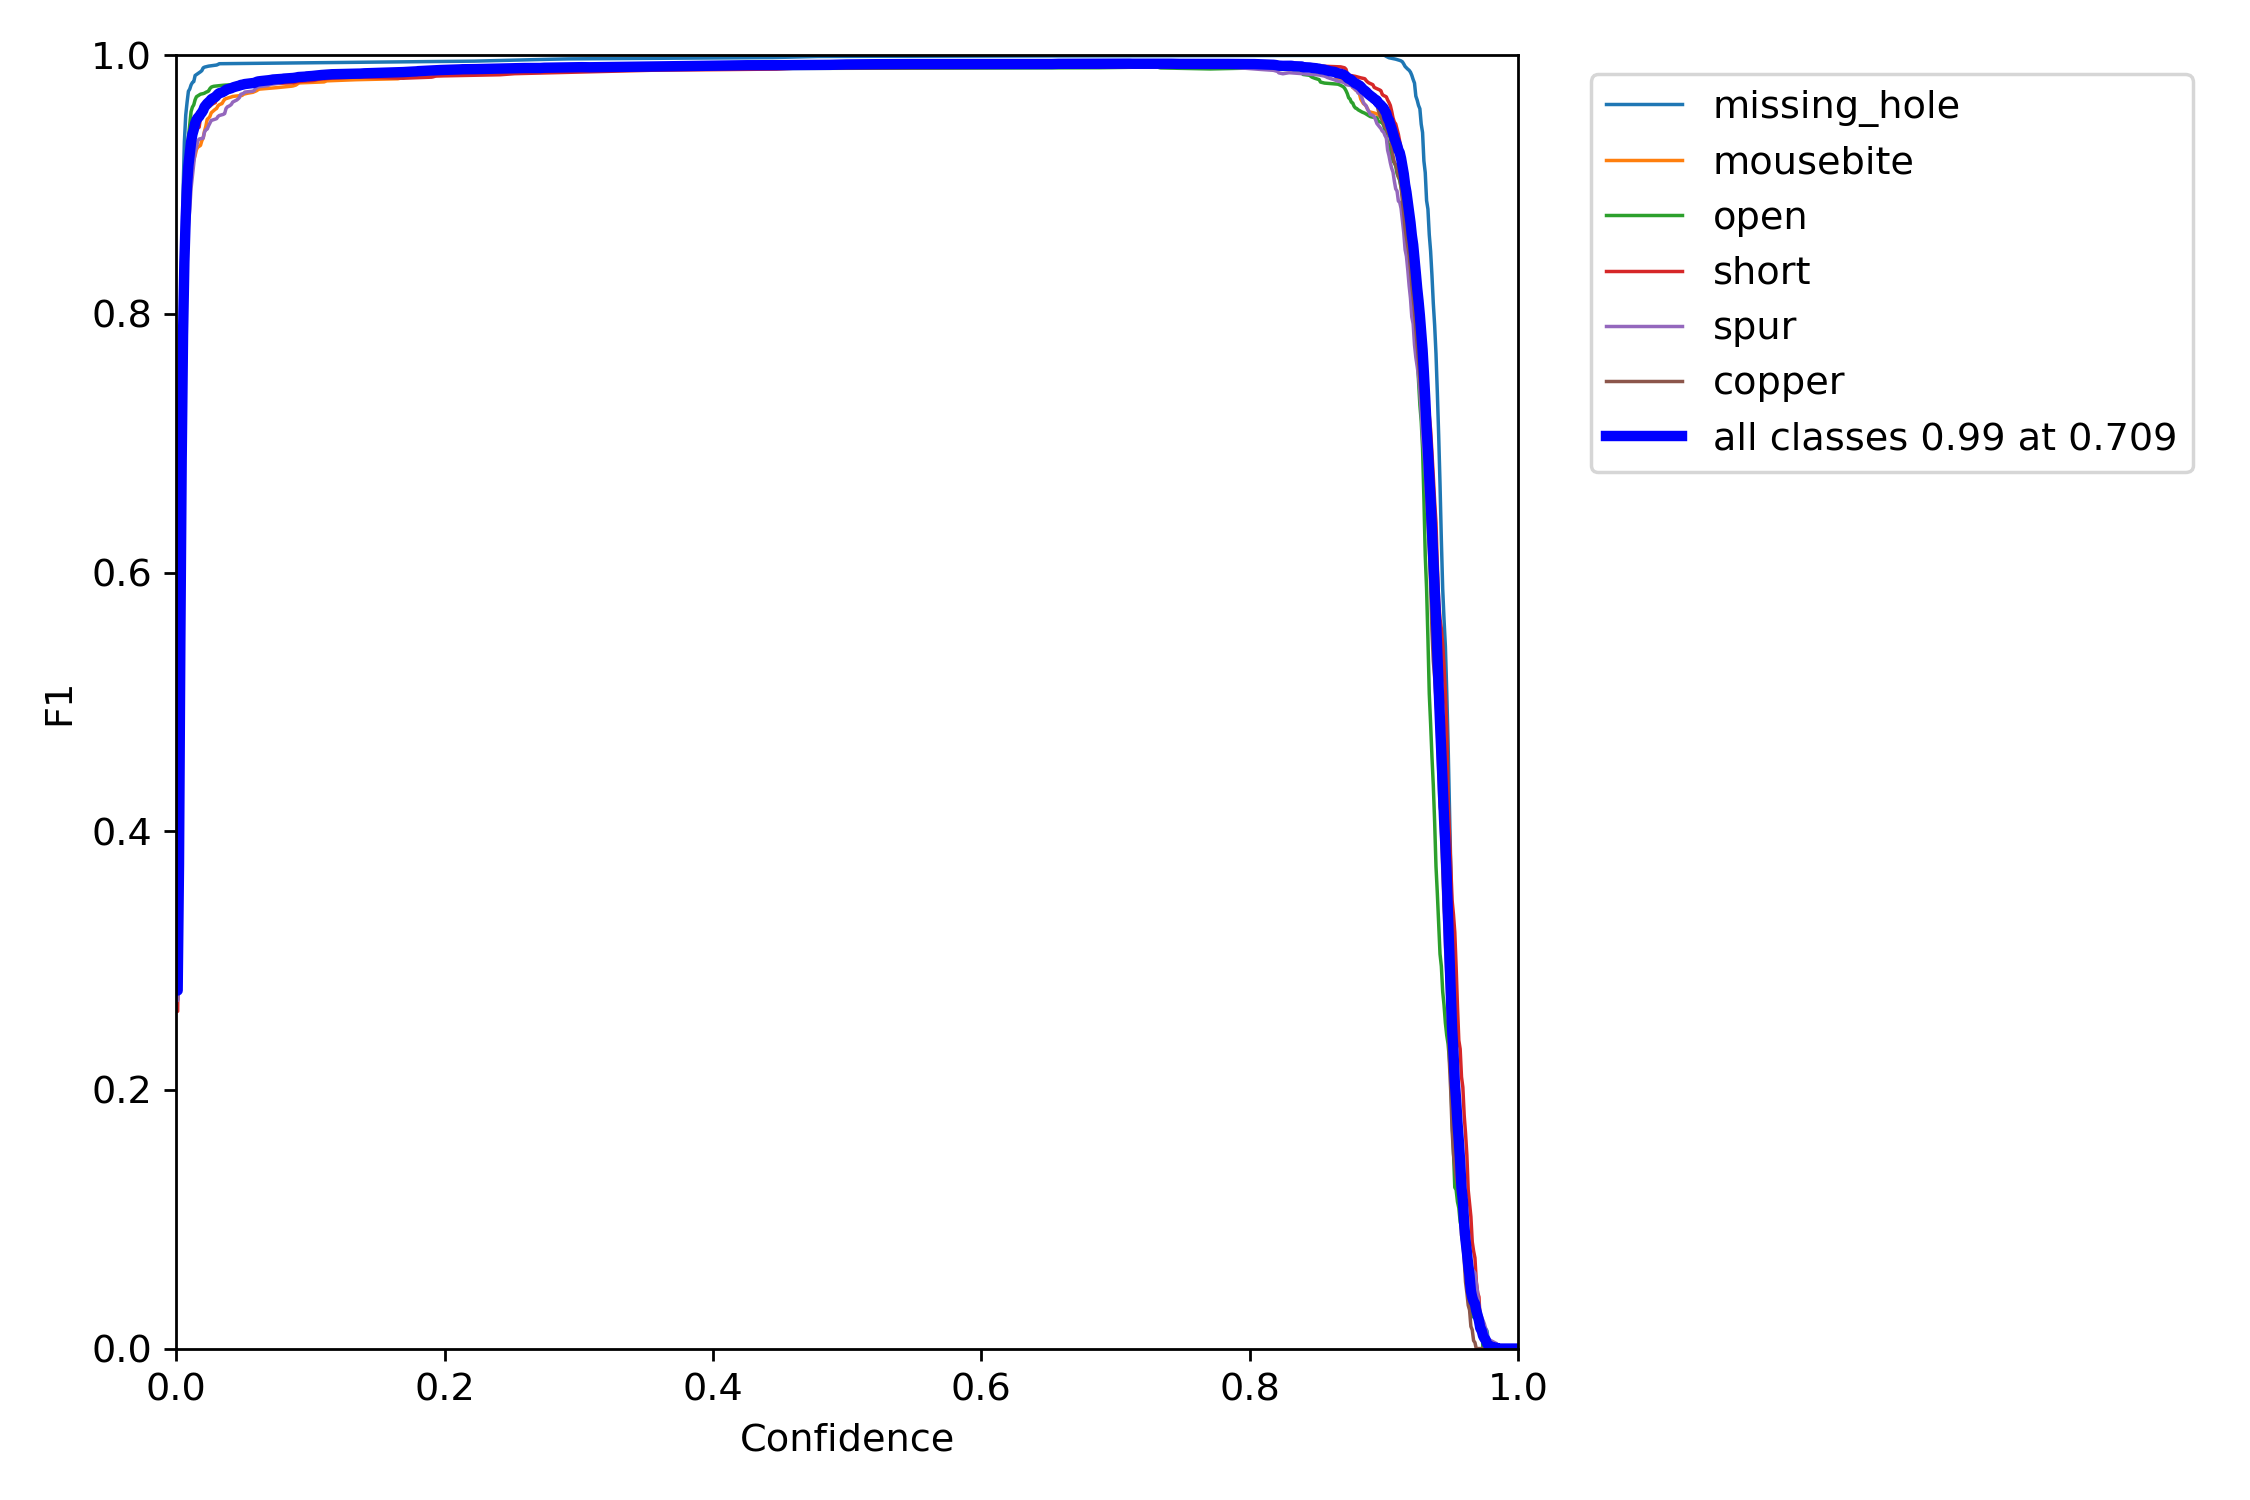 1.0
0.8
0.6
0.4
0.2
0.0
F1
0.0 0.2 0.4 0.6 0.8 1.0
Confidence
missing_hole
mousebite
open
short
spur
copper
all classes 0.99 at 0.709